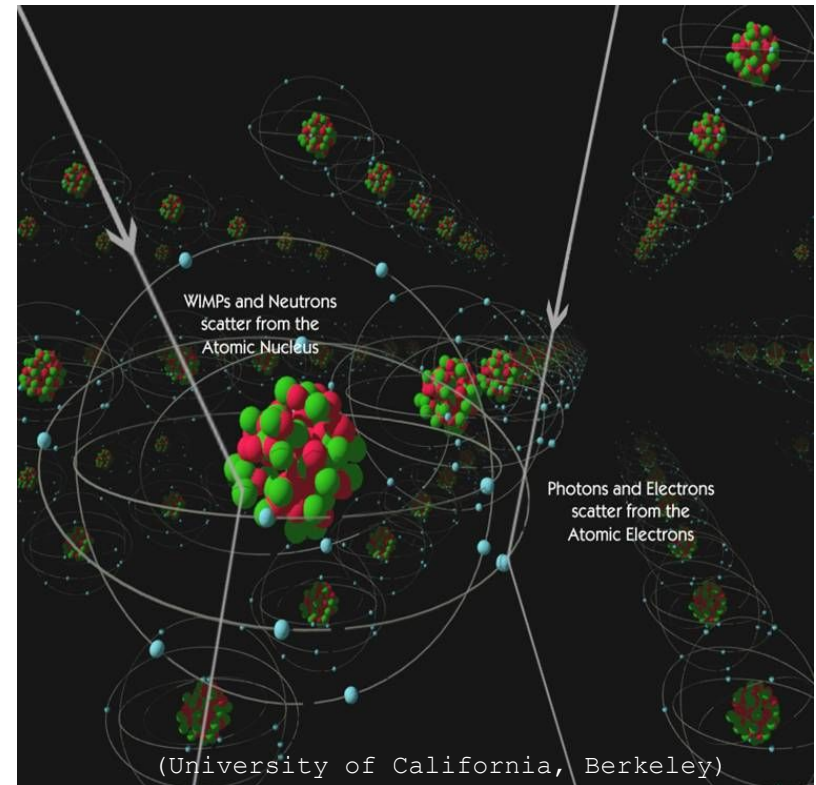 WIMPs and Neutrons
scatter from the
Atomic Nucleus
Photons and Electrons
scatter from the
Atomic Electrons
(University of California, Berkeley)